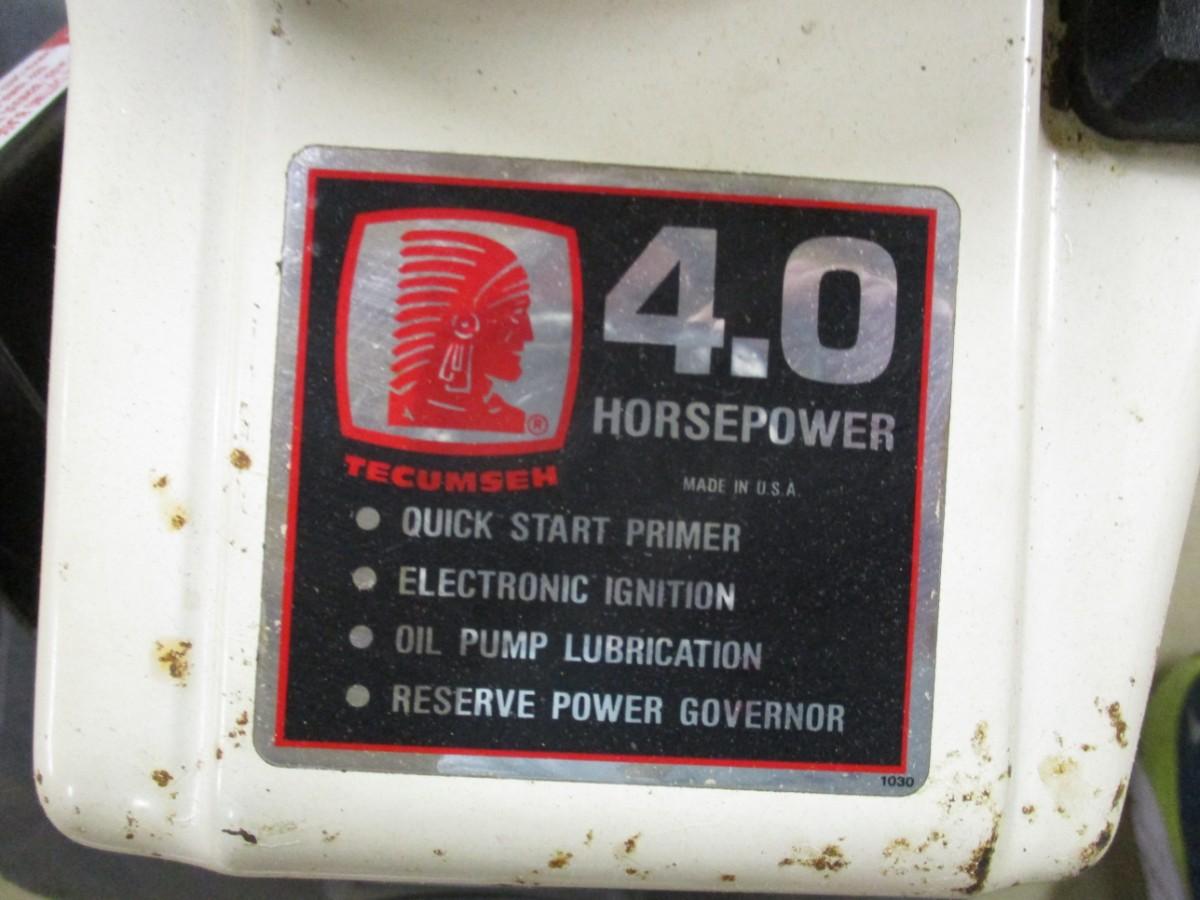 4.0
HORSEPOWER
®
TECUMSEH
MADE IN U.S.A.
QUICK START PRIMER
ELECTRONIC IGNITION
OIL PUMP LUBRICATION
RESERVE POWER GOVERNOR
1030